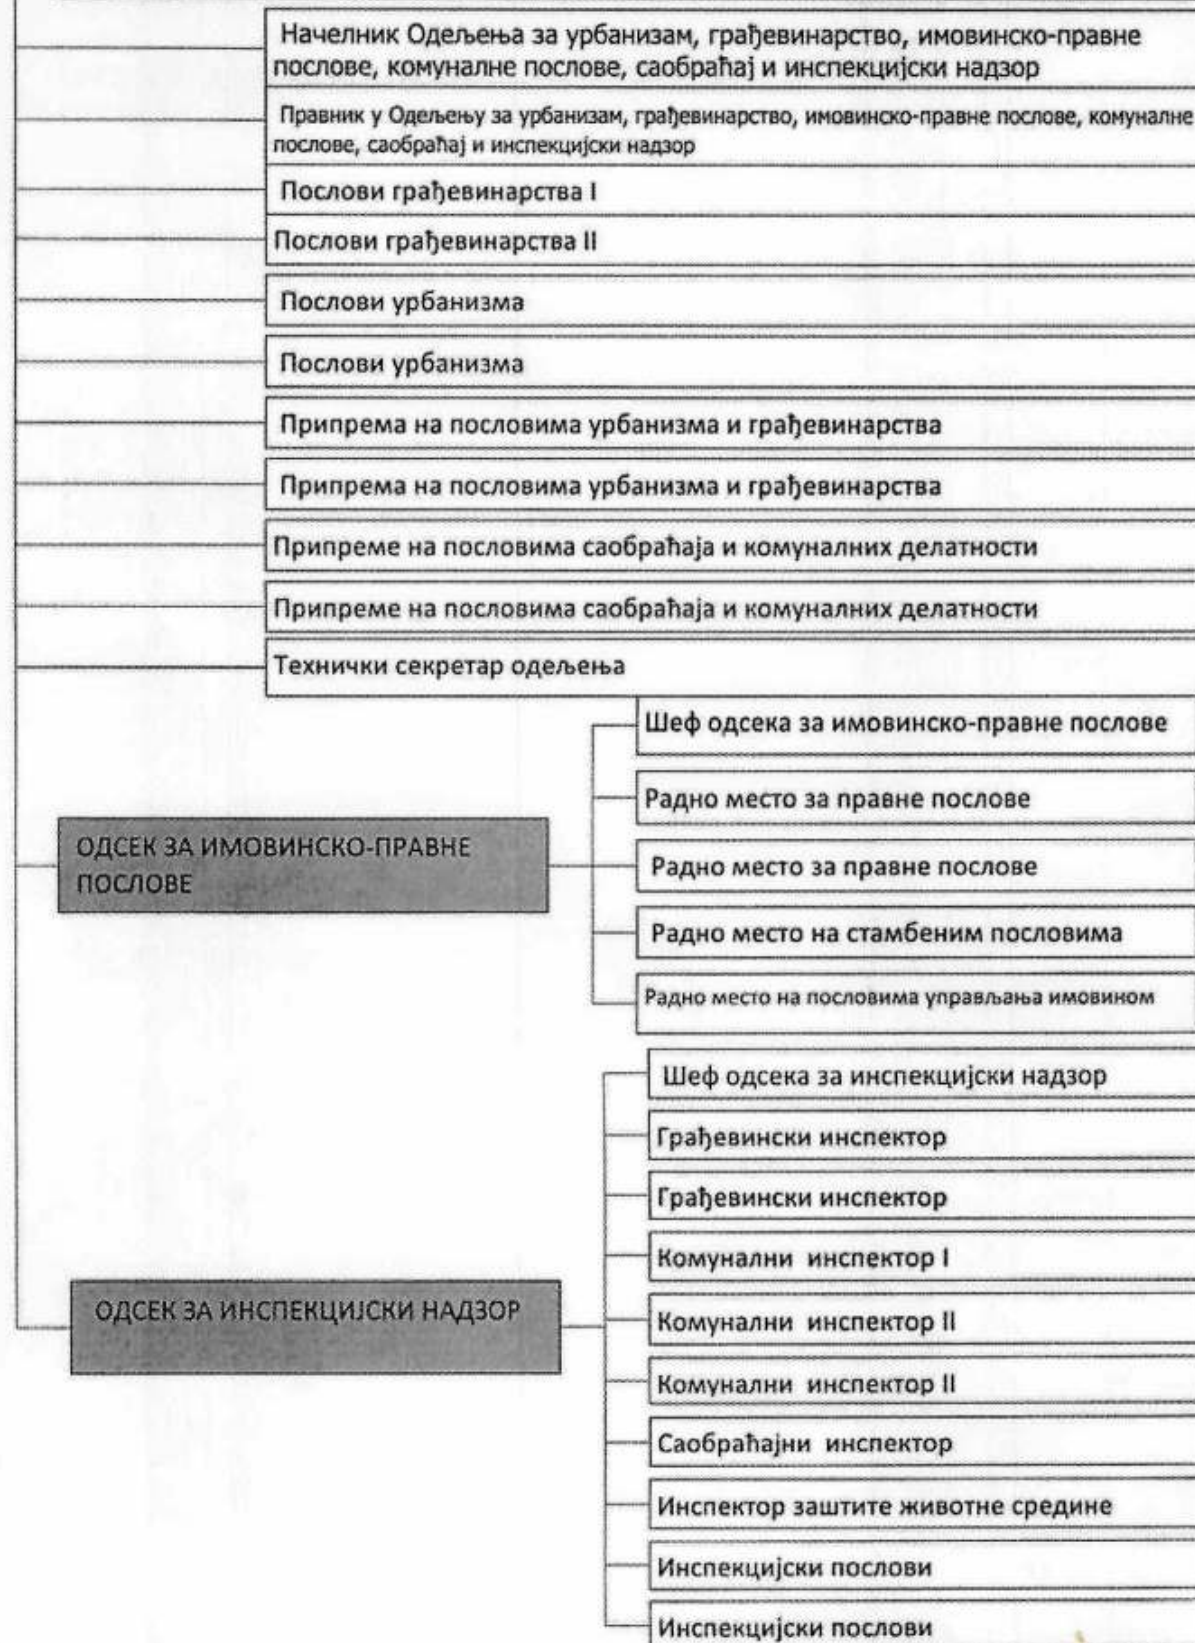 Начелник Одељења за урбанизам, грађевинарство, имовинско-правне
послове, комуналне послове, саобраћај и инспекцијски надзор
Правник у Одељењу за урбанизам, грађевинарство, имовинско-правне послове, комуналне
послове, саобраћај и инспекцијски надзор
Послови грађевинарства I
Послови грађевинарства II
Послови урбанизма
Послови урбанизма
Припрема на пословима урбанизма и грађевинарства
Припрема на пословима урбанизма и грађевинарства
Припреме на пословима саобраћаја и комуналних делатности
Припреме на пословима саобраћаја и комуналних делатности
Технички секретар одељења
ОДСЕК ЗА ИМОВИНСКО-ПРАВНЕ
ПОСЛОВЕ
Шеф одсека за имовинско-правне послове
Радно место за правне послове
Радно место за правне послове
Радно место на стамбеним пословима
Радно место на пословима управљања имовином
ОДСЕК ЗА ИНСПЕКЦИЈСКИ НАДЗОР
Шеф одсека за инспекцијски надзор
Грађевински инспектор
Грађевински инспектор
Комунални инспектор I
Комунални инспектор II
Комунални инспектор II
Саобраћајни инспектор
Инспектор заштите животне средине
Инспекцијски послови
Инспекцијски послови